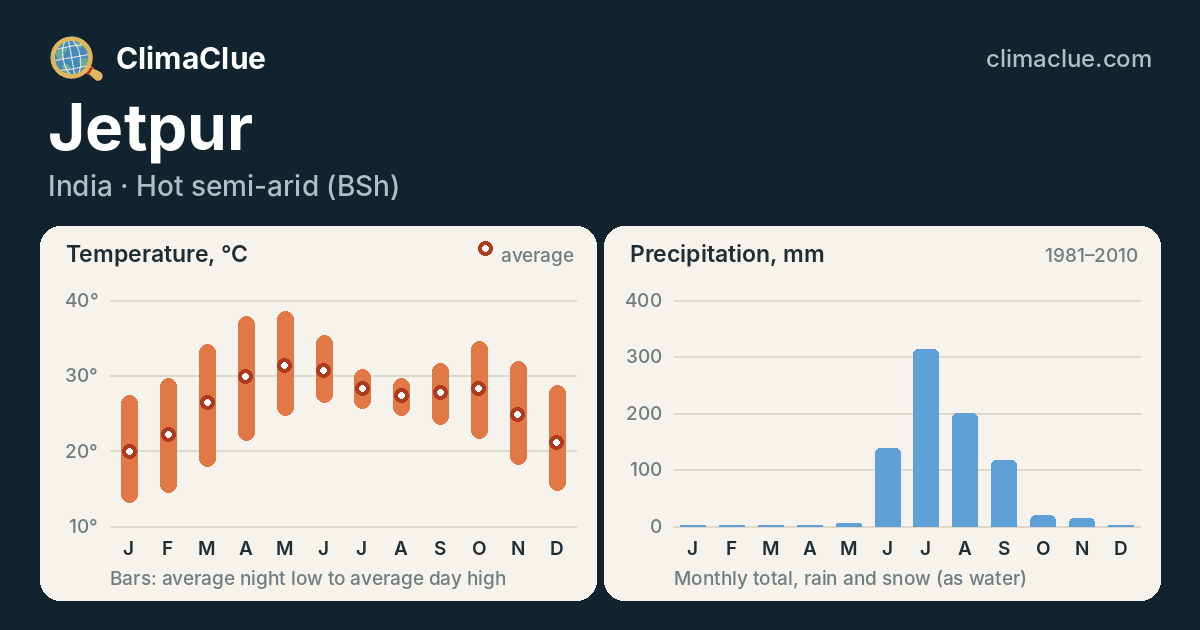 ClimaClue
climaclue.com
Jetpur
India · Hot semi-arid (BSh)
Temperature, °C
average
40°
30°
20°
10°
J F M A M J J A S O N D
Bars: average night low to average day high
Precipitation, mm
1981–2010
400
300
200
100
0
J F M A M J J A S O N D
Monthly total, rain and snow (as water)